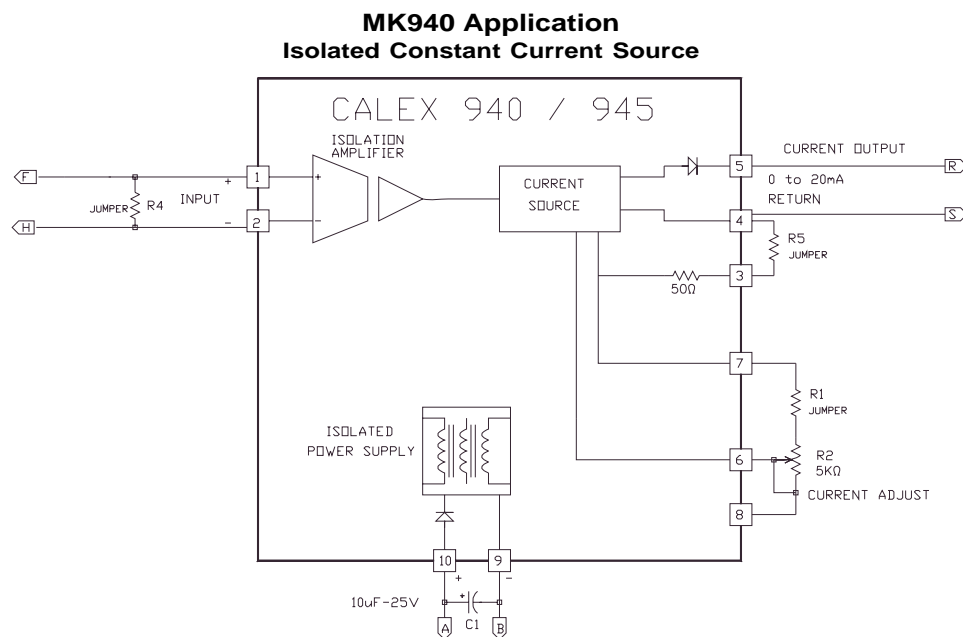 MK940 Application
Isolated Constant Current Source
CALEX 940 / 945
ISOLATION
AMPLIFIER
F
1
+
+
INPUT
JUMPER
R4
-
-
H
2
CURRENT
SOURCE
5
CURRENT OUTPUT
R
0 to 20mA
RETURN
4
S
R5
JUMPER
3
50Ω
7
R1
JUMPER
ISOLATED
POWER SUPPLY
6
R2
5KΩ
CURRENT ADJUST
8
10
9
+
-
10uF-25V
+
C1
A
B